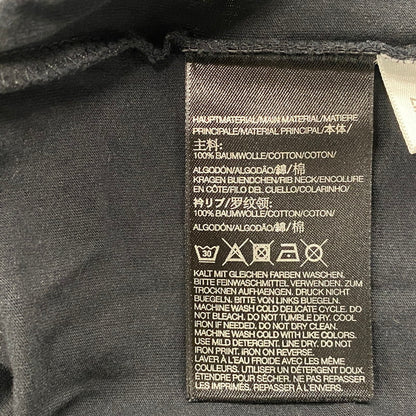 HAUPTMATERIAL/MAIN MATERIAL/MATIERE
PRINCIPALE/MATERIAL PRINCIPAL/本体/
主料:
100% BAUMWOLLE/COTTON/COTON/
ALGODÓN/ALGODÃO/綿/棉
KRAGEN BUENDCHEN/RIB NECK/ENCOLURE
EN CÔTE/FILO DEL CUELLO/COLARINHO/
衿リブ/罗纹领:
100% BAUMWOLLE/COTTON/COTON/
ALGODÓN/ALGODÃO/綿/棉
30
KALT MIT GLEICHEN FARBEN WASCHEN.
BITTE FEINWASCHMITTEL VERWENDEN. ZUM
TROCKNEN AUFHAENGEN. DRUCK NICHT
BUEGELN. BITTE VON LINKS BUEGELN.
MACHINE WASH COLD DELICATE CYCLE. DO
NOT BLEACH. DO NOT TUMBLE DRY. COOL
IRON IF NEEDED. DO NOT DRY CLEAN.
MACHINE WASH COLD WITH LIKE COLORS.
USE MILD DETERGENT. LINE DRY. DO NOT
IRON PRINT. IRON ON REVERSE.
LAVER A L'EAU FROIDE AVEC LES MÊME
COULEURS. UTILISER UN DETERGENT
DOUX. SECHAGE NATUREL. NE PAS REPASSER
LES IMPRIMÉS. REPASSER A L'ENVERS.